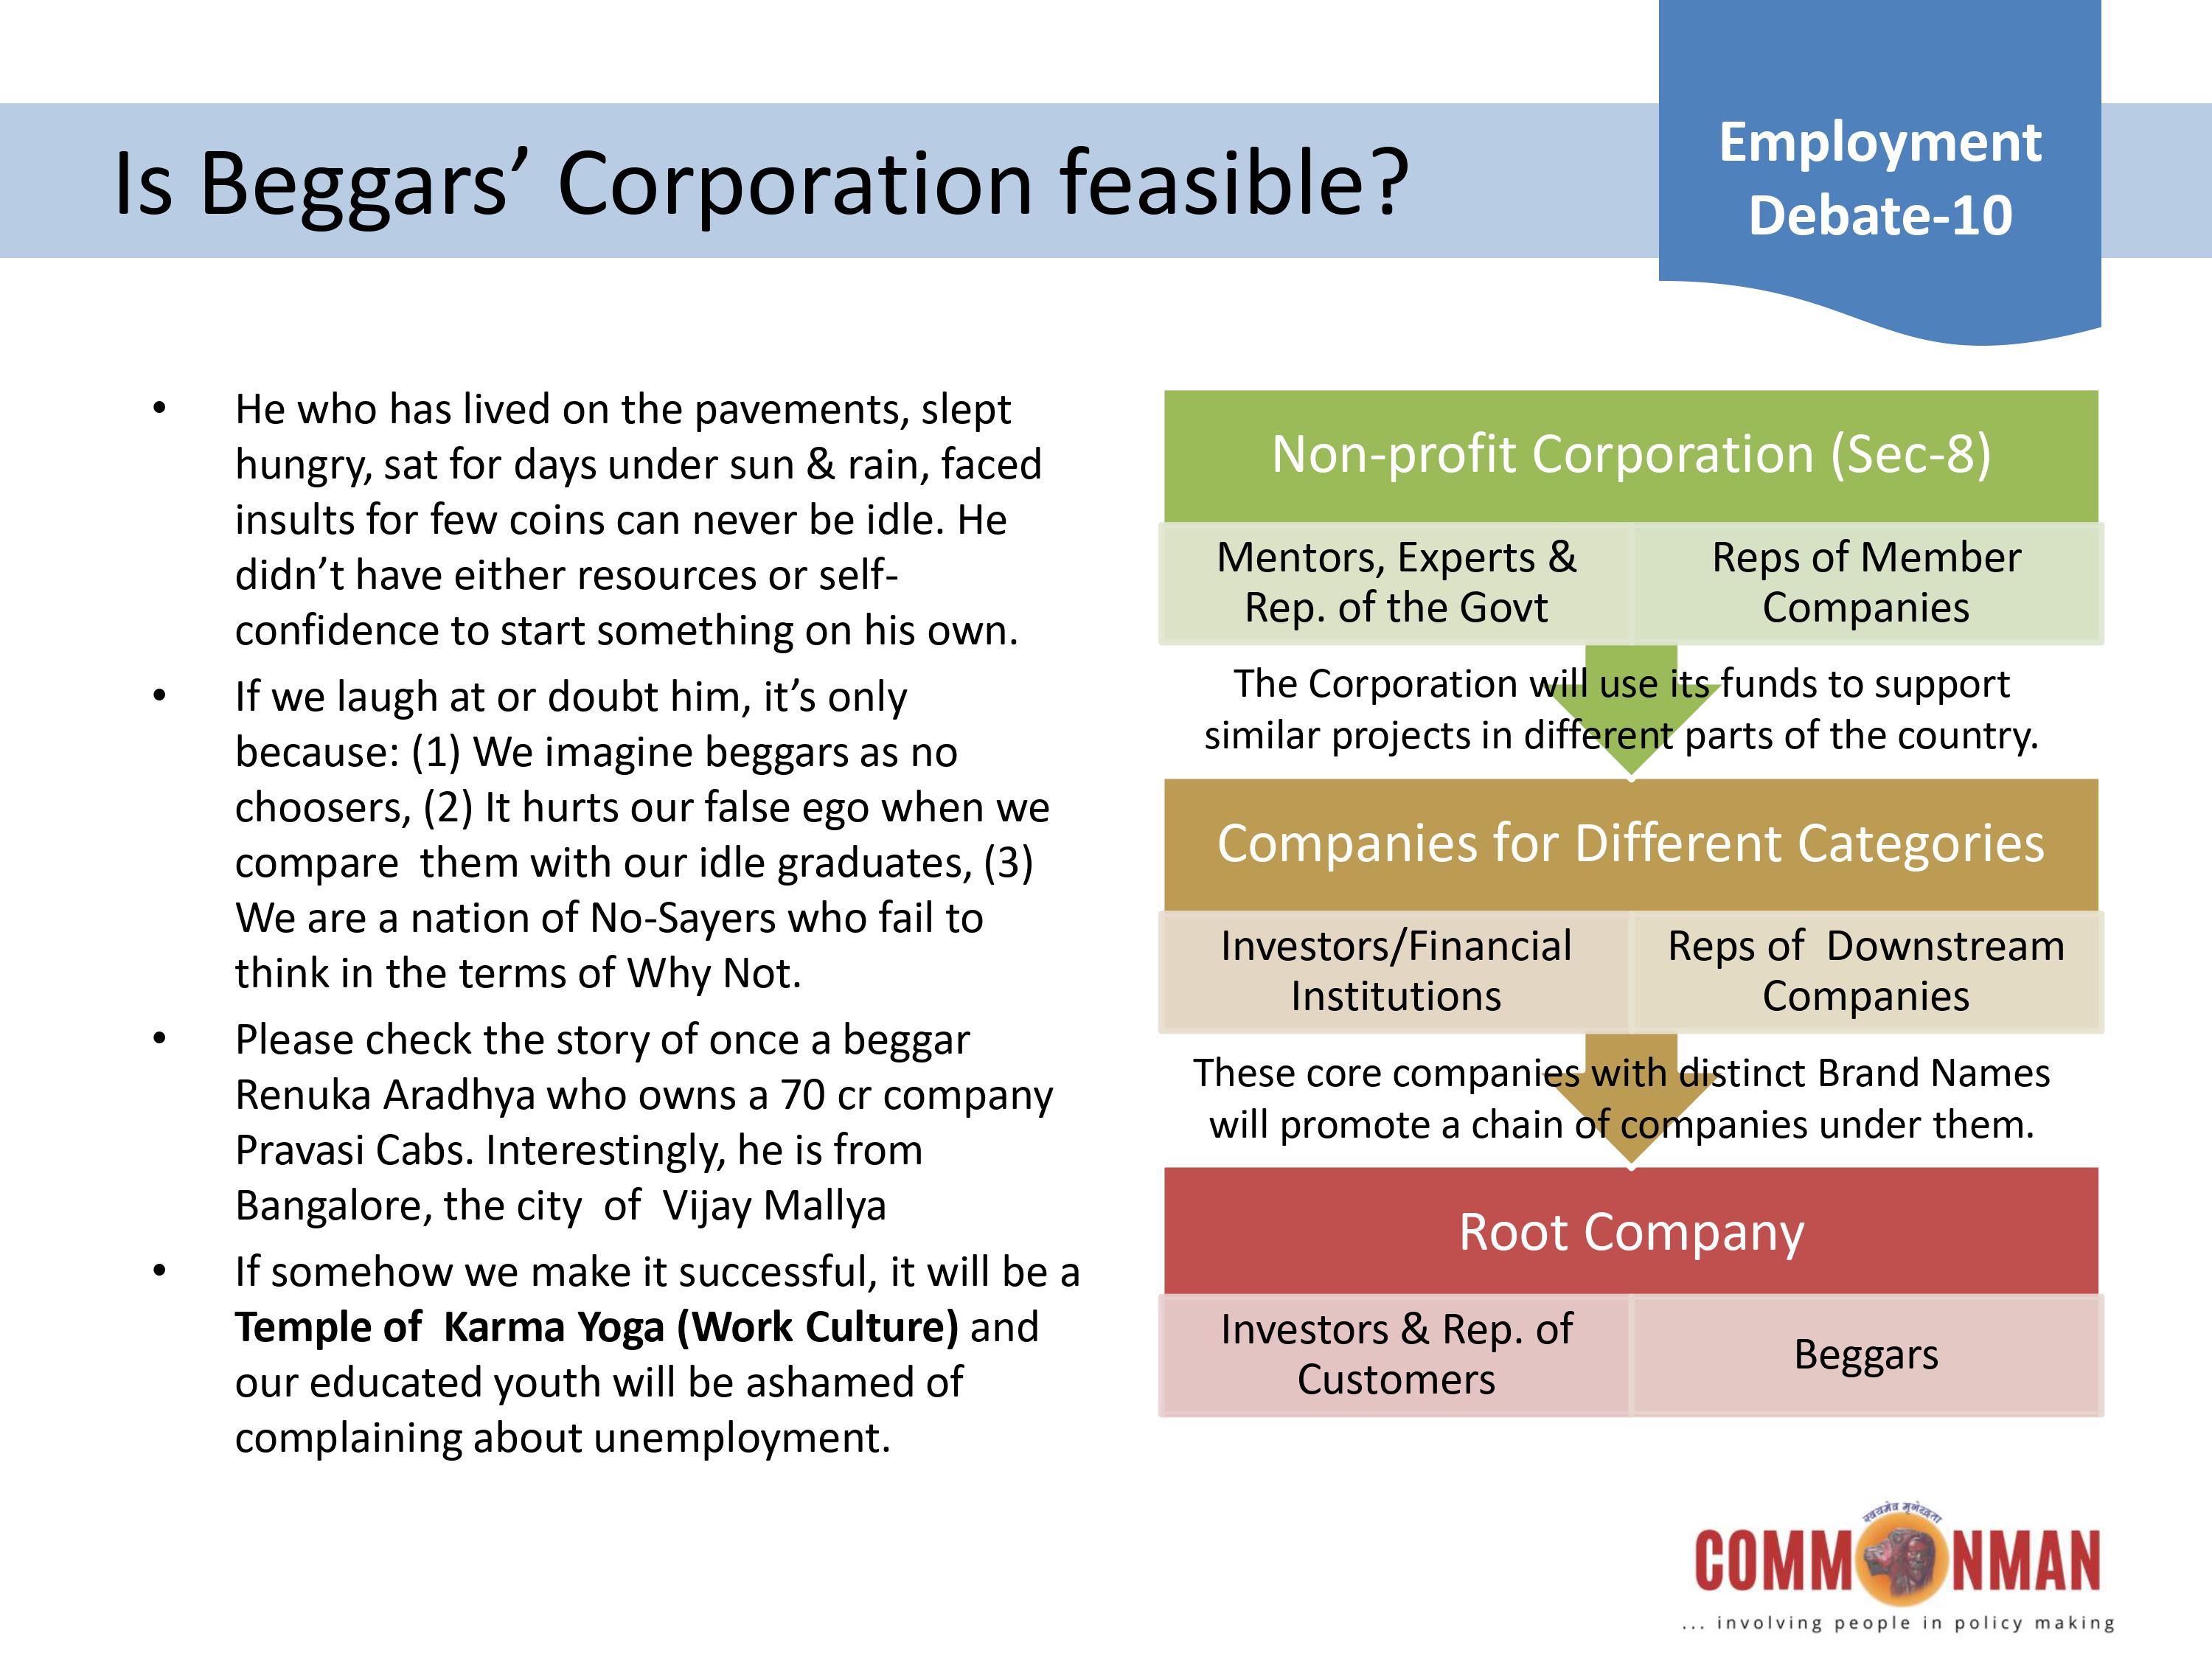 Is Beggars’ Corporation feasible?
Employment
Debate-10
• He who has lived on the pavements, slept
hungry, sat for days under sun & rain, faced
insults for few coins can never be idle. He
didn’t have either resources or self-
confidence to start something on his own.
• If we laugh at or doubt him, it’s only
because: (1) We imagine beggars as no
choosers, (2) It hurts our false ego when we
compare  them with our idle graduates, (3)
We are a nation of No-Sayers who fail to
think in the terms of Why Not.
• Please check the story of once a beggar
Renuka Aradhya who owns a 70 cr company
Pravasi Cabs. Interestingly, he is from
Bangalore, the city  of  Vijay Mallya
• If somehow we make it successful, it will be a
Temple of  Karma Yoga (Work Culture) and
our educated youth will be ashamed of
complaining about unemployment.
Non-profit Corporation (Sec-8)
Mentors, Experts &
Rep. of the Govt
Reps of Member
Companies
The Corporation will use its funds to support
similar projects in different parts of the country.
Companies for Different Categories
Investors/Financial
Institutions
Reps of  Downstream
Companies
These core companies with distinct Brand Names
will promote a chain of companies under them.
Root Company
Investors & Rep. of
Customers
Beggars
स्वयमेव मृगेन्द्रता
COMMONMAN
... involving people in policy making